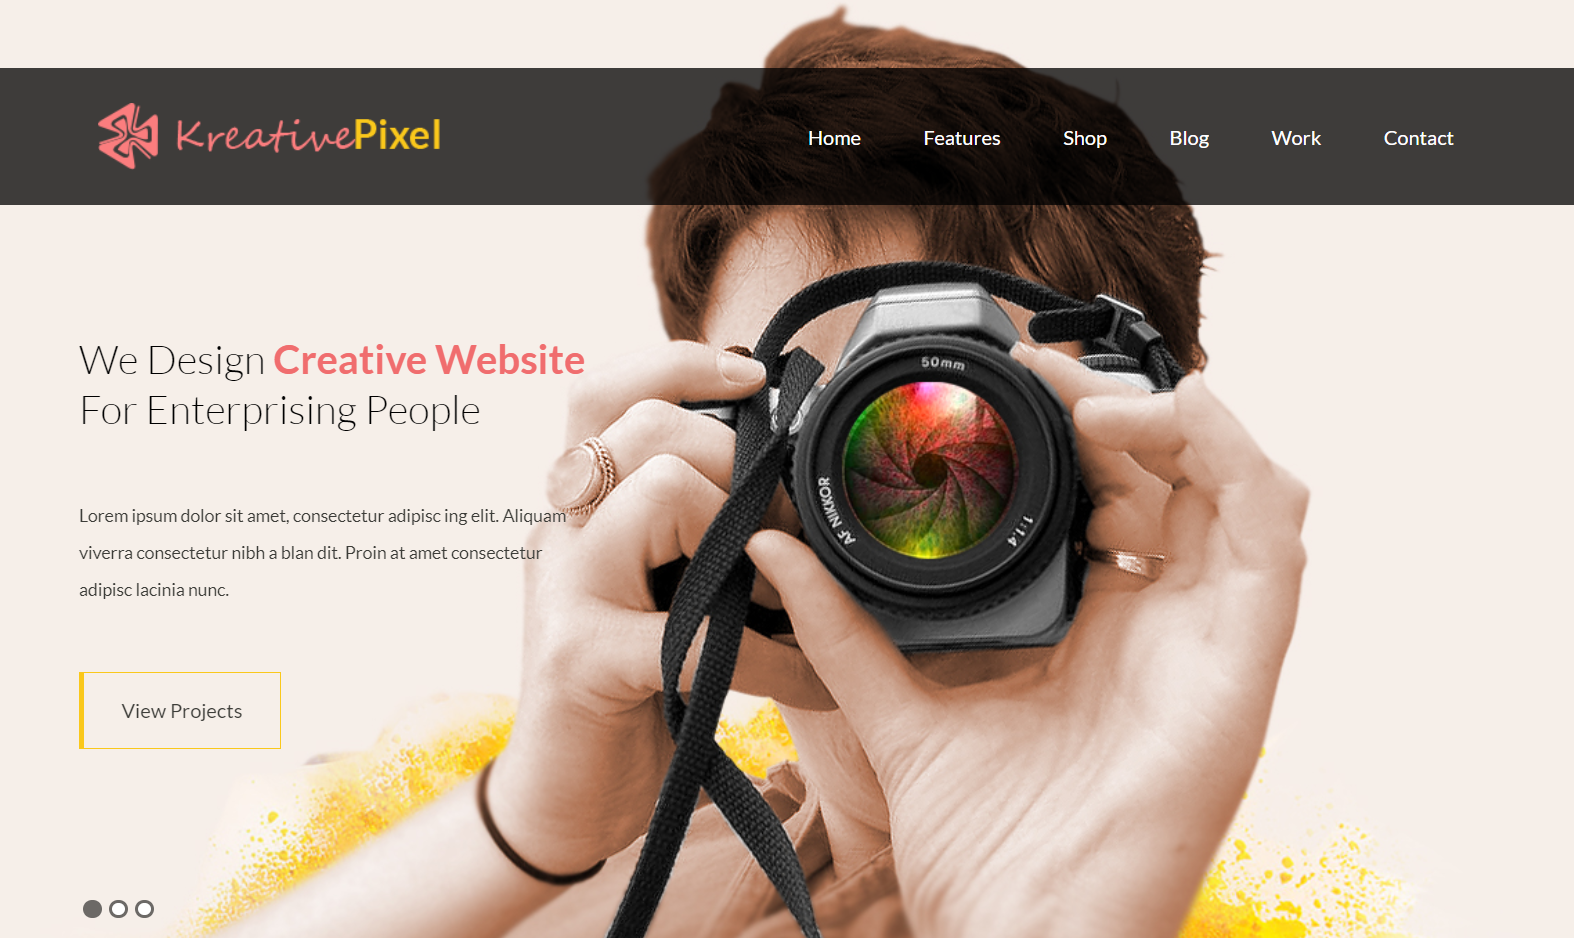 KreativePixel
Home Features Shop Blog Work Contact
We Design Creative Website
For Enterprising People
50mm
AF NIKKOR
1:1.4
Lorem ipsum dolor sit amet, consectetur adipisc ing elit. Aliquam
viverra consectetur nibh a blan dit. Proin at amet consectetur
adipisc lacinia nunc.
View Projects